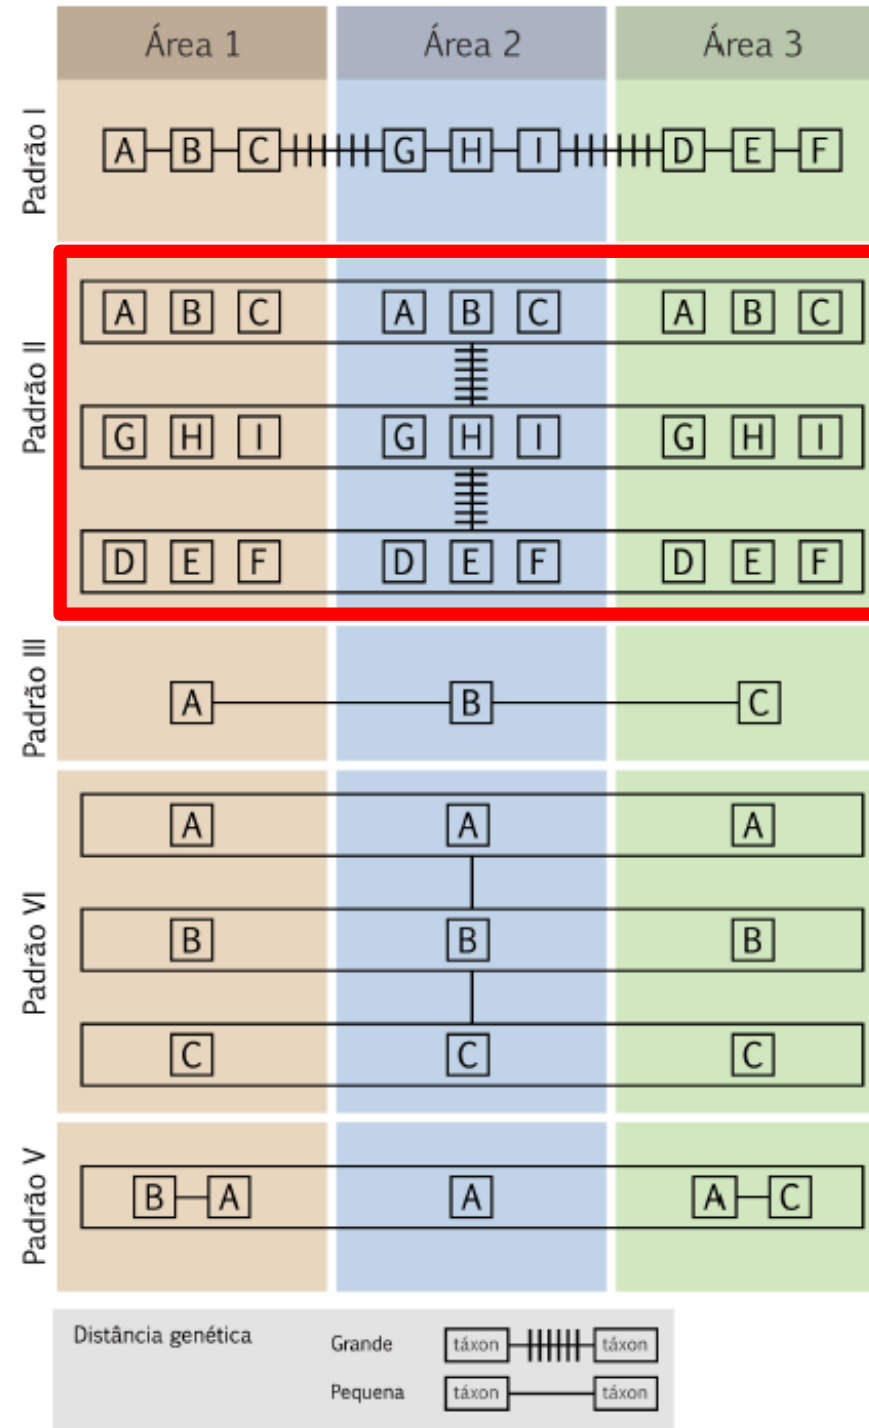 Área 1 Área 2 Área 3
Padrão I
A B C G H I D E F
Padrão II
A B C A B C A B C
G H I G H I G H I
D E F D E F D E F
Padrão III
A B C
Padrão VI
A A A
B B B
C C C
Padrão V
B A A A C
Distância genética Grande táxon táxon
Pequena táxon táxon